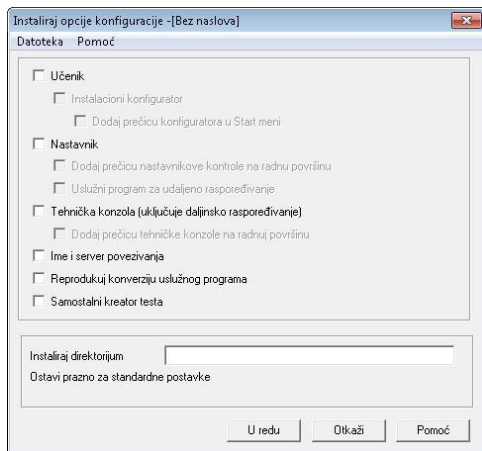 Instaliraj opcije konfiguracije -[Bez naslova]
Datoteka Pomoć
Učenik
Instalacioni konfigurator
Dodaj prečicu konfiguratora u Start meni
Nastavnik
Dodaj prečicu nastavnikove kontrole na radnu površinu
Uslužni program za udaljeno raspoređivanje
Tehnička konzola (uključuje daljinsko raspoređivanje)
Dodaj prečicu tehničke konzole na radnuj površinu
Ime i server povezivanja
Reprodukuj konverziju uslužnog programa
Samostalni kreator testa
Instaliraj direktorijum
Ostavi prazno za standardne postavke
U redu Otkaži Pomoć